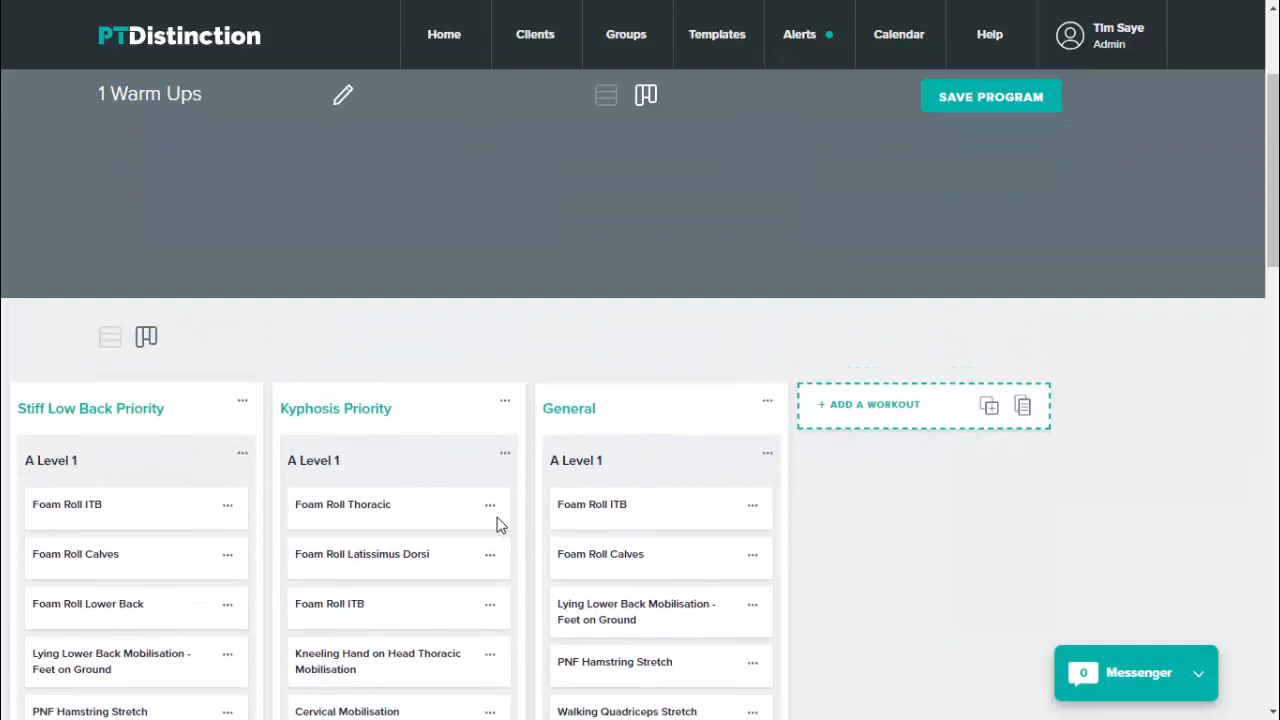 PTDistinction
Home
Clients
Groups
Templates
Alerts
Calendar
Help
Tim Saye
Admin
1 Warm Ups
SAVE PROGRAM
Stiff Low Back Priority
A Level 1
Foam Roll ITB
Foam Roll Calves
Foam Roll Lower Back
Lying Lower Back Mobilisation -
Feet on Ground
PNF Hamstring Stretch
Kyphosis Priority
A Level 1
Foam Roll Thoracic
Foam Roll Latissimus Dorsi
Foam Roll ITB
Kneeling Hand on Head Thoracic
Mobilisation
Cervical Mobilisation
General
A Level 1
Foam Roll ITB
Foam Roll Calves
Lying Lower Back Mobilisation -
Feet on Ground
PNF Hamstring Stretch
Walking Quadriceps Stretch
+ ADD A WORKOUT
0 Messenger